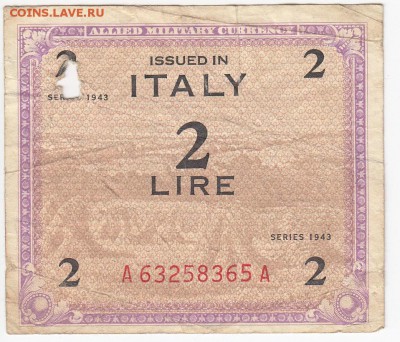 COINS.LAVE.RU
ALLIED MILITARY CURRENCY
2 ISSUED IN 2
ITALY
SERIES 1943
2
LIRE
SERIES 1943
2 A 63258365 A 2